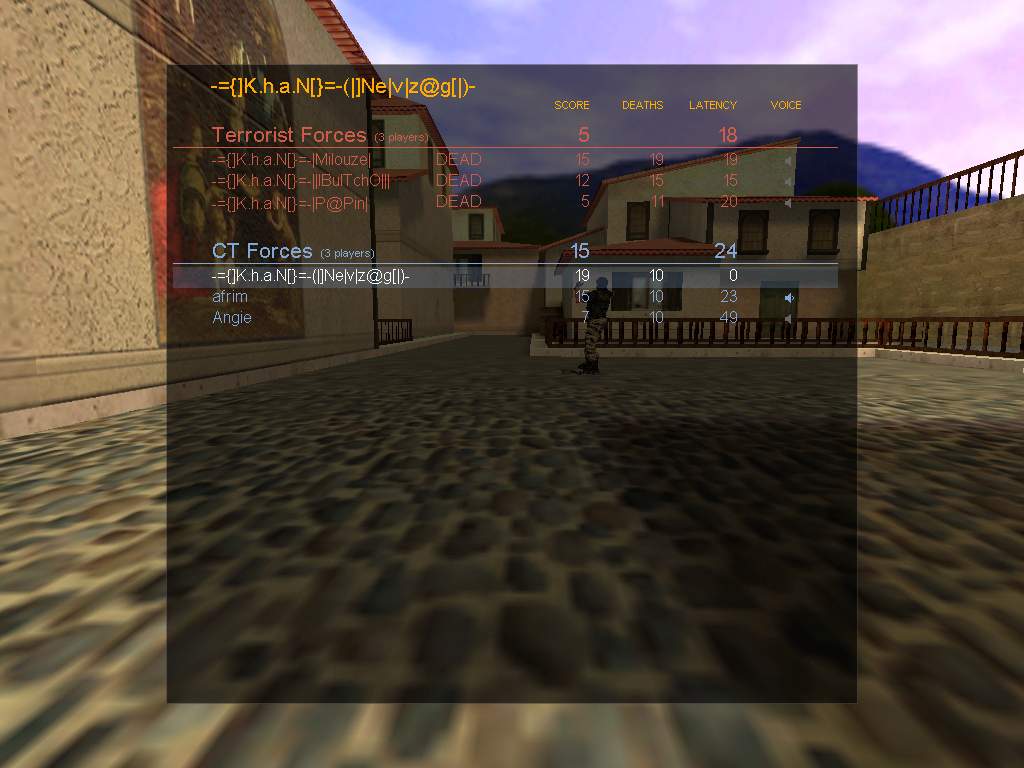 -={]K.h.a.N[}=-(|]Ne|v|z@g[|)-
SCORE DEATHS LATENCY VOICE
Terrorist Forces (3 players) 5 18
-={]K.h.a.N[}=-|Milouze| DEAD 15 19 19
-={]K.h.a.N[}=-||lBulTchO||| DEAD 12 15 15
-={]K.h.a.N[}=-|P@Pin| DEAD 5 11 20
CT Forces (3 players) 15 24
-={]K.h.a.N[}=-(|]Ne|v|z@g[|)- 19 10 0
afrim 15 10 23
Angie 7 10 49